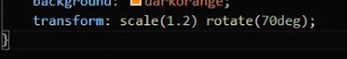 background: darkorange;
transform: scale(1.2) rotate(70deg);
}